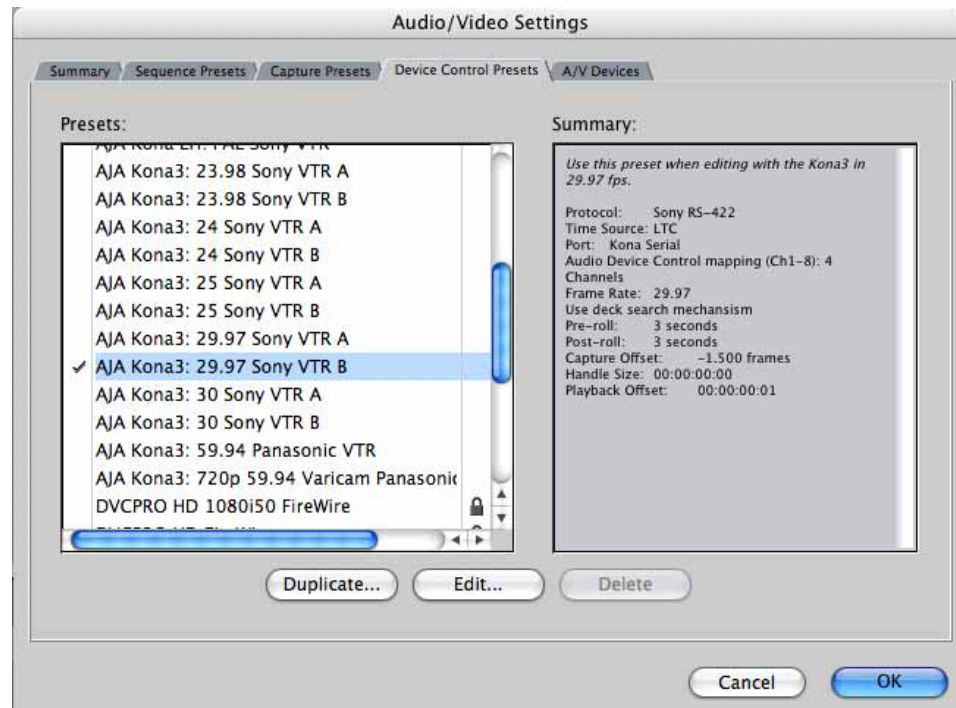 Audio/Video Settings
Summary
Sequence Presets
Capture Presets
Device Control Presets
A/V Devices
Presets:
AJA Kona3: 23.98 Sony VTR A
AJA Kona3: 23.98 Sony VTR B
AJA Kona3: 24 Sony VTR A
AJA Kona3: 24 Sony VTR B
AJA Kona3: 25 Sony VTR A
AJA Kona3: 25 Sony VTR B
AJA Kona3: 29.97 Sony VTR A
✓ AJA Kona3: 29.97 Sony VTR B
AJA Kona3: 30 Sony VTR A
AJA Kona3: 30 Sony VTR B
AJA Kona3: 59.94 Panasonic VTR
AJA Kona3: 720p 59.94 Varicam Panasonic
DVCPRO HD 1080i50 FireWire
Summary:
Use this preset when editing with the Kona3 in
29.97 fps.
Protocol: Sony RS-422
Time Source: LTC
Port: Kona Serial
Audio Device Control mapping (Ch1-8): 4
Channels
Frame Rate: 29.97
Use deck search mechansism
Pre-roll: 3 seconds
Post-roll: 3 seconds
Capture Offset: -1.500 frames
Handle Size: 00:00:00:00
Playback Offset: 00:00:00:01
Duplicate...
Edit...
Delete
Cancel
OK